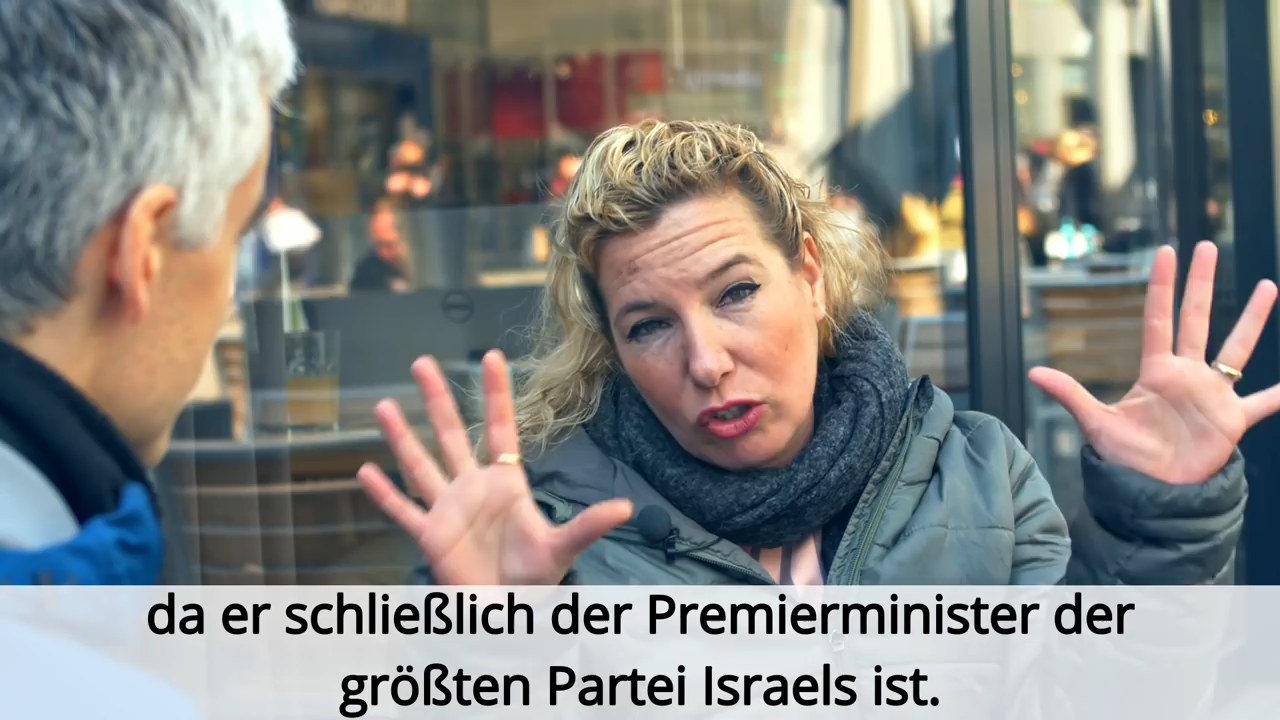 da er schließlich der Premierminister der
größten Partei Israels ist.